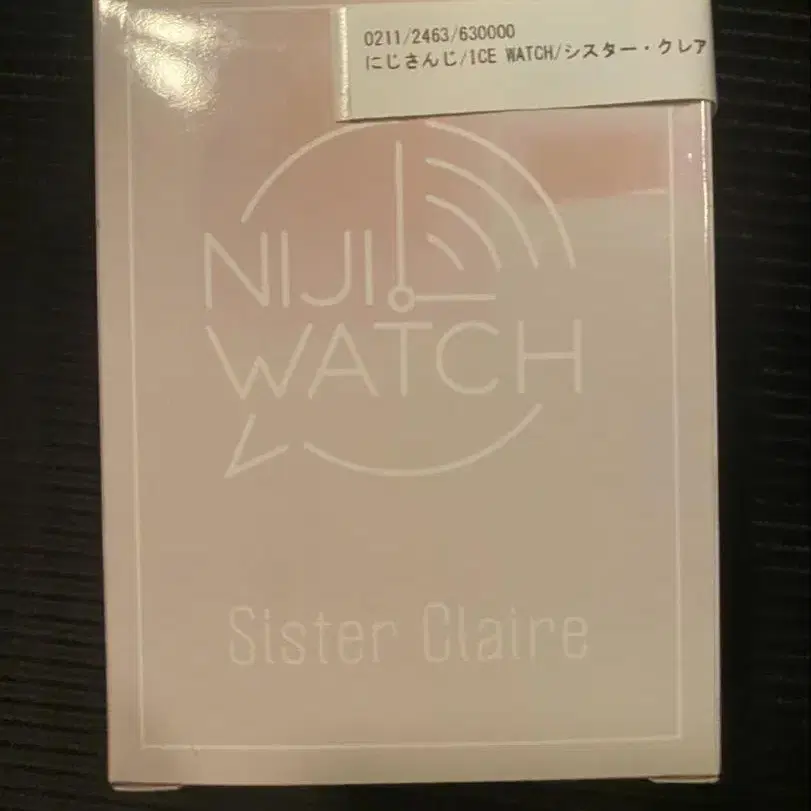 0211/2463/630000
にじさんじ/ICE WATCH/シスター・クレア
NIJI
WATCH
Sister Claire